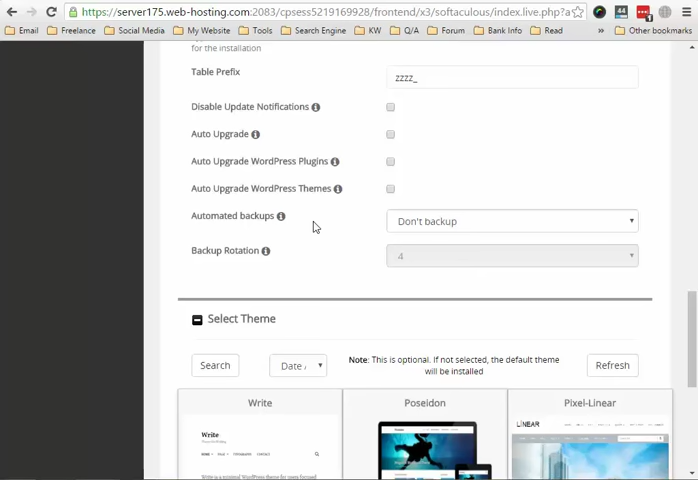 https://server175.web-hosting.com:2083/cpsess5219169928/frontend/x3/softaculous/index.live.php?a
44
1
Email Freelance Social Media My Website Tools Search Engine KW Q/A Forum Bank Info Read » Other bookmarks
for the installation
Table Prefix
zzzz_
Disable Update Notifications
Auto Upgrade
Auto Upgrade WordPress Plugins
Auto Upgrade WordPress Themes
Automated backups
Don't backup
Backup Rotation
4
Select Theme
Search
Date
Note: This is optional. If not selected, the default theme
will be installed
Refresh
Write
Poseidon
Pixel-Linear
Write
LINEAR